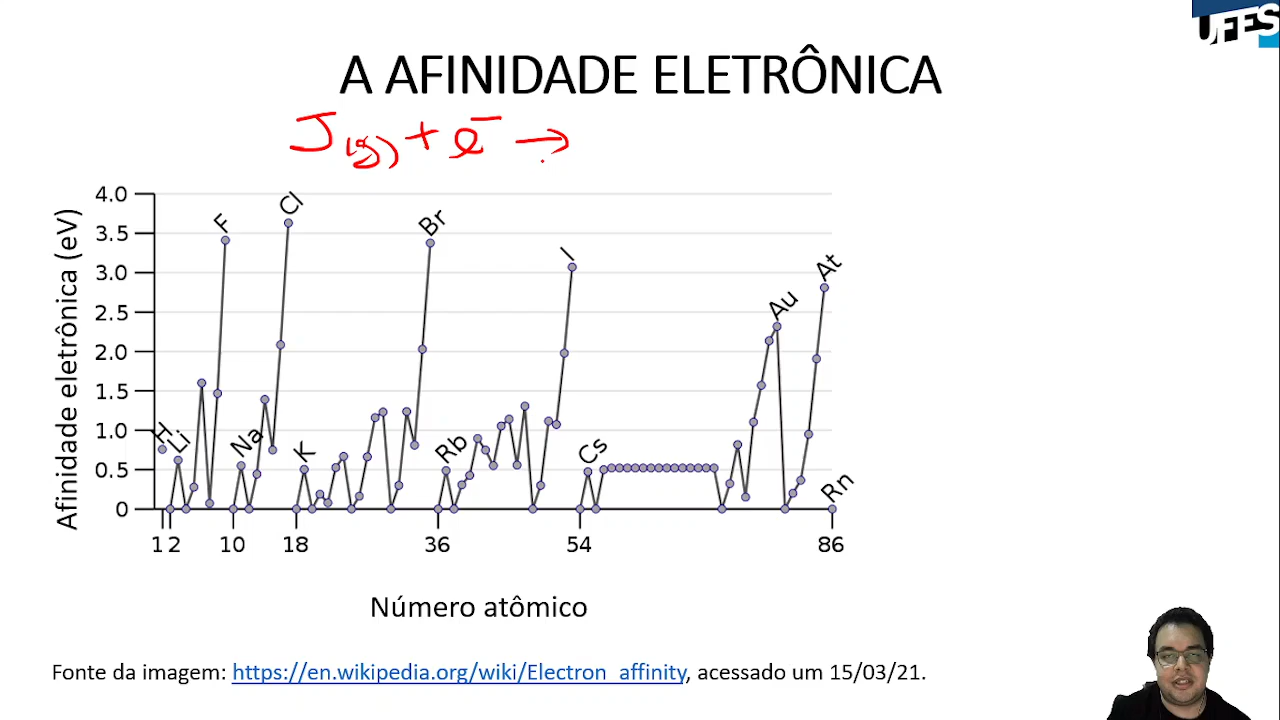 UFES
A AFINIDADE ELETRÔNICA
J(g) + e⁻ →
Afinidade eletrônica (eV)
4.0
3.5
3.0
2.5
2.0
1.5
1.0
0.5
0
H
Li
F
Na
Cl
K
Br
Rb
I
Cs
Au
At
Rn
1 2 10 18 36 54 86
Número atômico
Fonte da imagem: https://en.wikipedia.org/wiki/Electron_affinity, acessado um 15/03/21.